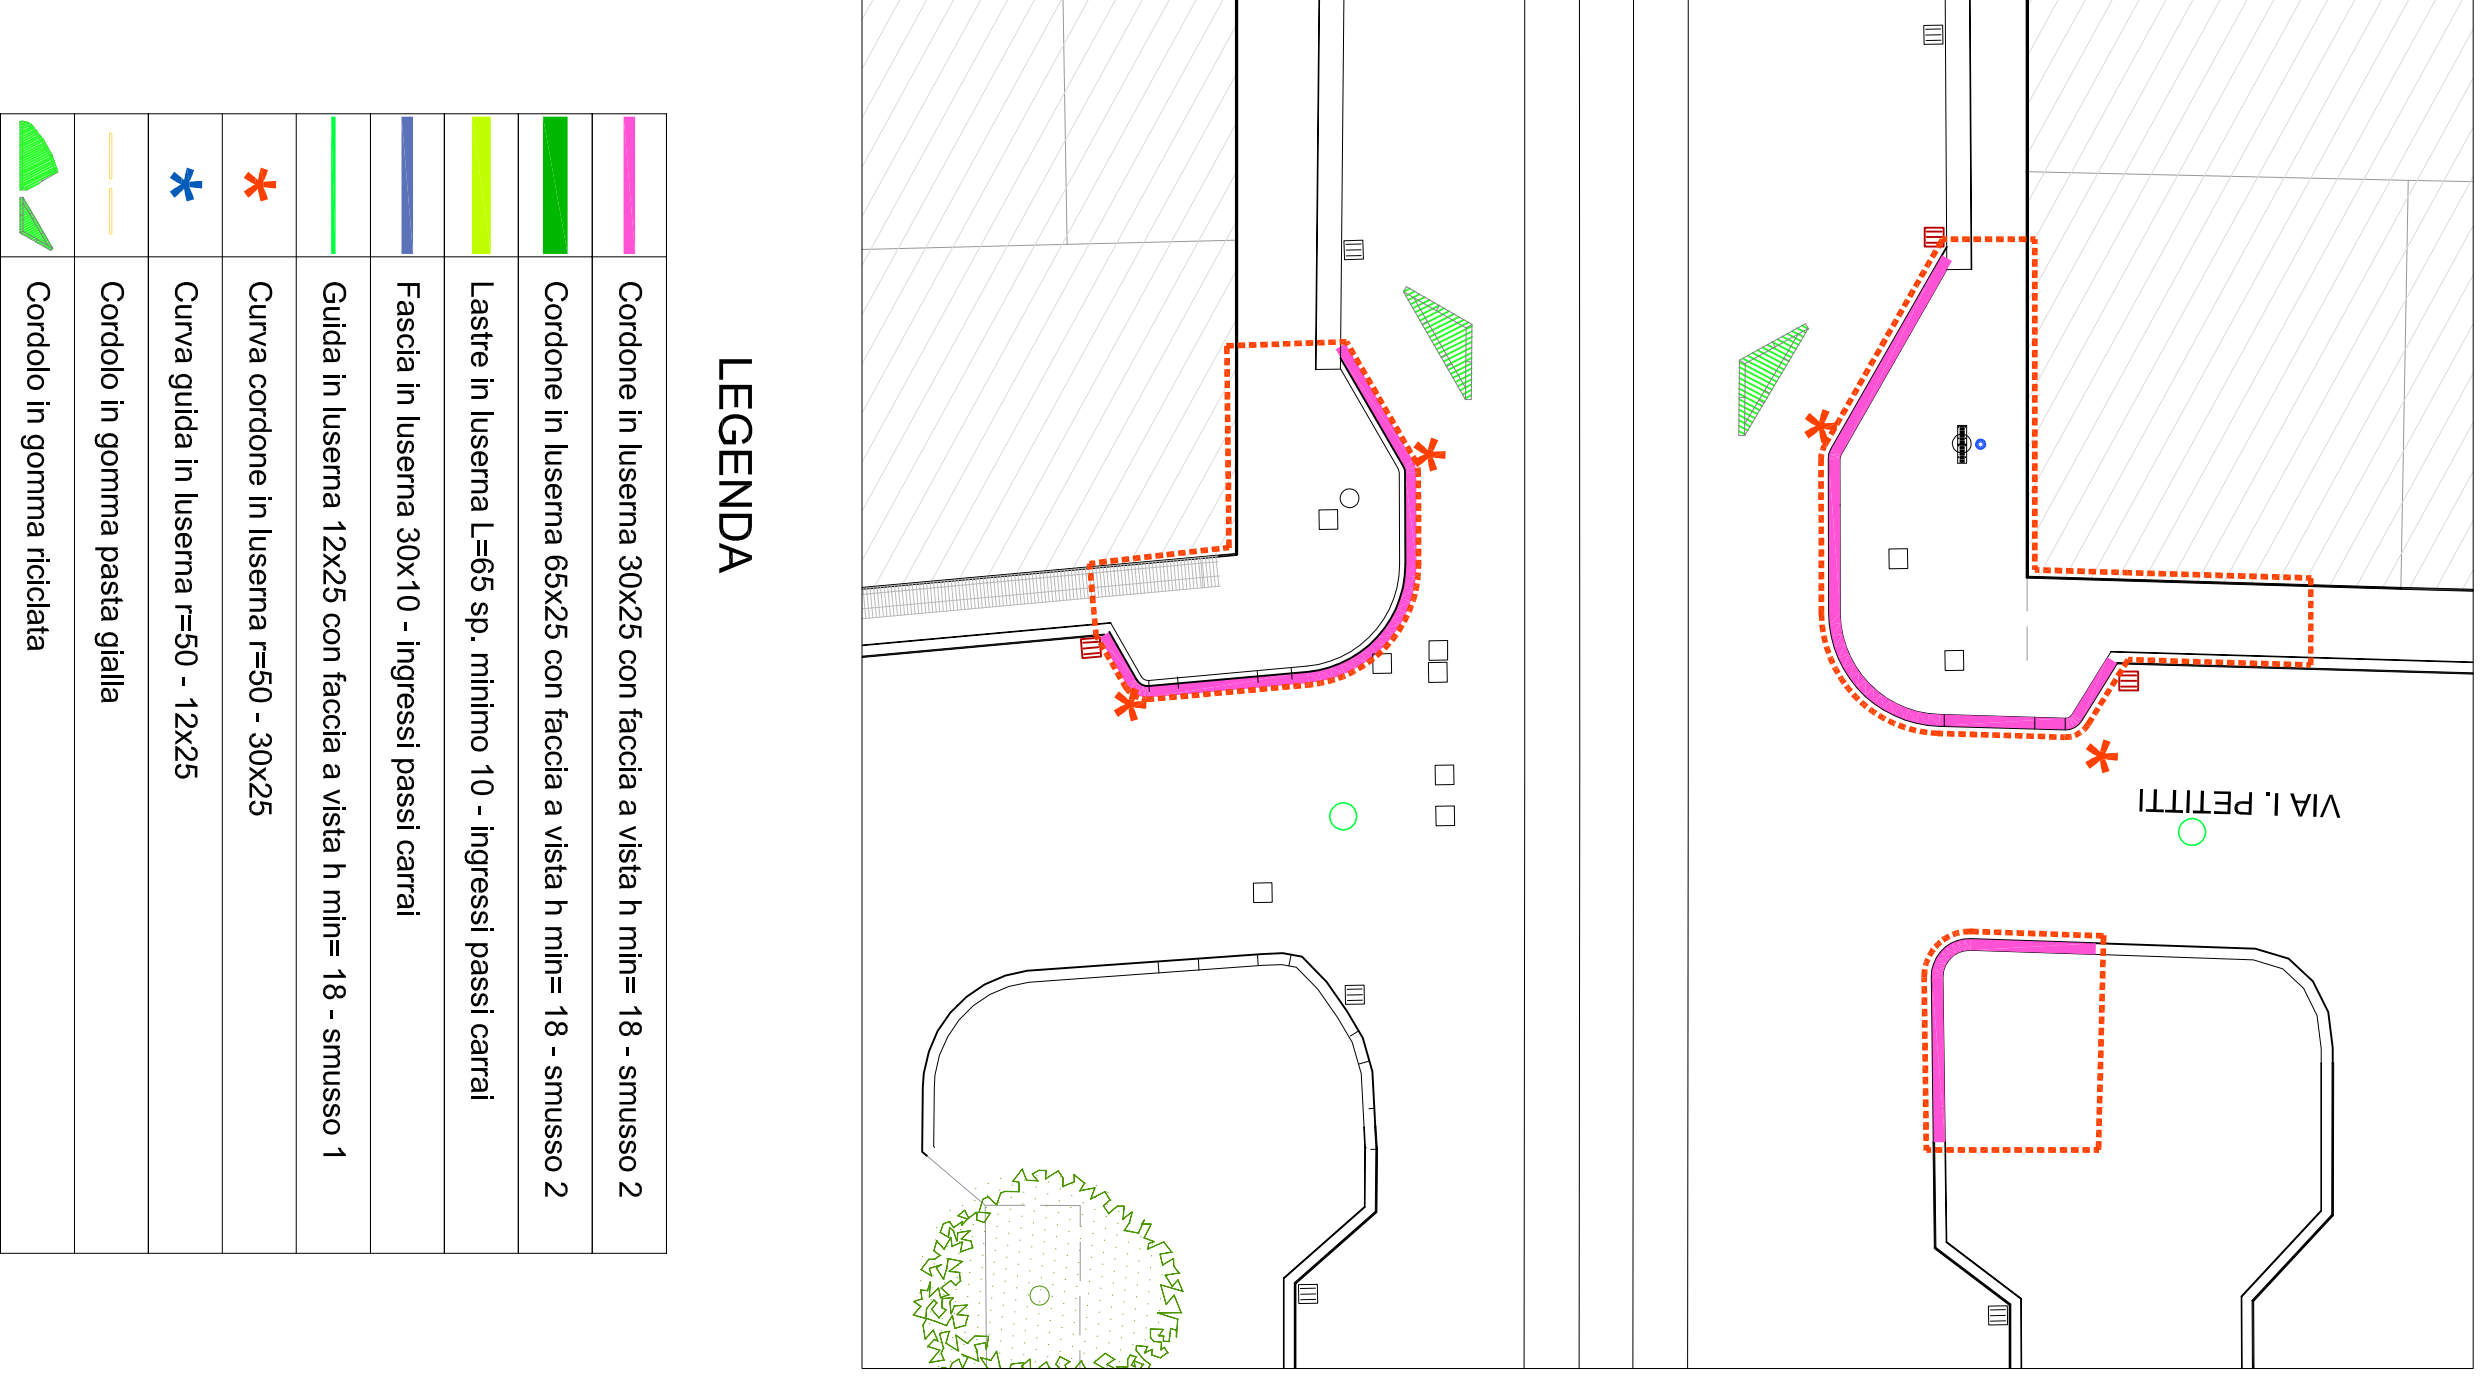 LEGENDA
Cordone in luserna 30x25 con faccia a vista h min= 18 - smusso 2
Cordone in luserna 65x25 con faccia a vista h min= 18 - smusso 2
Lastre in luserna L=65 sp. minimo 10 - ingressi passi carrai
Fascia in luserna 30x10 - ingressi passi carrai
Guida in luserna 12x25 con faccia a vista h min= 18 - smusso 1
Curva cordone in luserna r=50 - 30x25
Curva guida in luserna r=50 - 12x25
Cordolo in gomma pasta gialla
Cordolo in gomma riciclata
VIA I. PETITTI